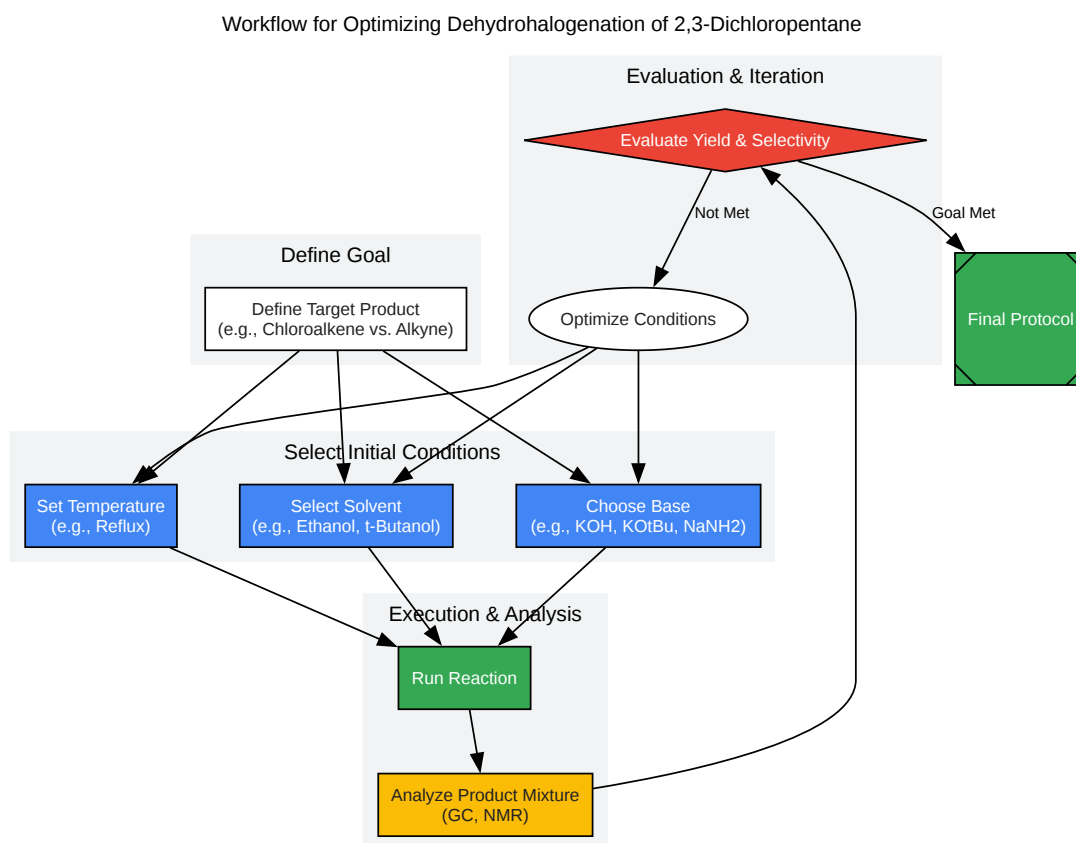 Workflow for Optimizing Dehydrohalogenation of 2,3-Dichloropentane
Evaluation & Iteration
Evaluate Yield & Selectivity
Not Met
Goal Met
Define Goal
Define Target Product
(e.g., Chloroalkene vs. Alkyne)
Optimize Conditions
Final Protocol
Select Initial Conditions
Set Temperature
(e.g., Reflux)
Select Solvent
(e.g., Ethanol, t-Butanol)
Choose Base
(e.g., KOH, KOtBu, NaNH2)
Execution & Analysis
Run Reaction
Analyze Product Mixture
(GC, NMR)